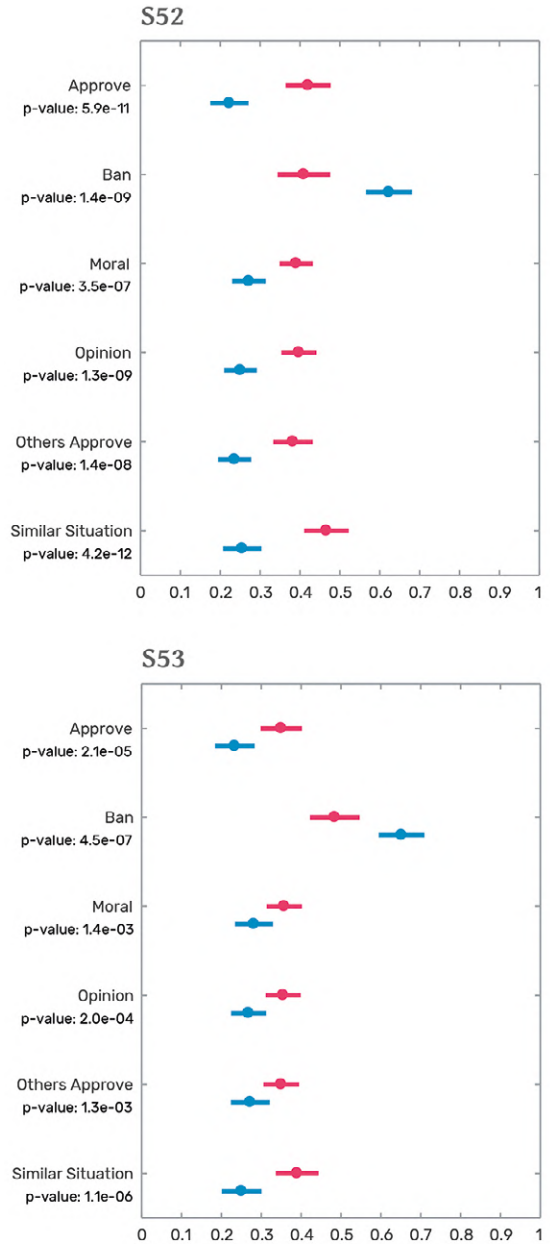 S52
Approve
p-value: 5.9e-11
Ban
p-value: 1.4e-09
Moral
p-value: 3.5e-07
Opinion
p-value: 1.3e-09
Others Approve
p-value: 1.4e-08
Similar Situation
p-value: 4.2e-12
0 0.1 0.2 0.3 0.4 0.5 0.6 0.7 0.8 0.9 1
S53
Approve
p-value: 2.1e-05
Ban
p-value: 4.5e-07
Moral
p-value: 1.4e-03
Opinion
p-value: 2.0e-04
Others Approve
p-value: 1.3e-03
Similar Situation
p-value: 1.1e-06
0 0.1 0.2 0.3 0.4 0.5 0.6 0.7 0.8 0.9 1